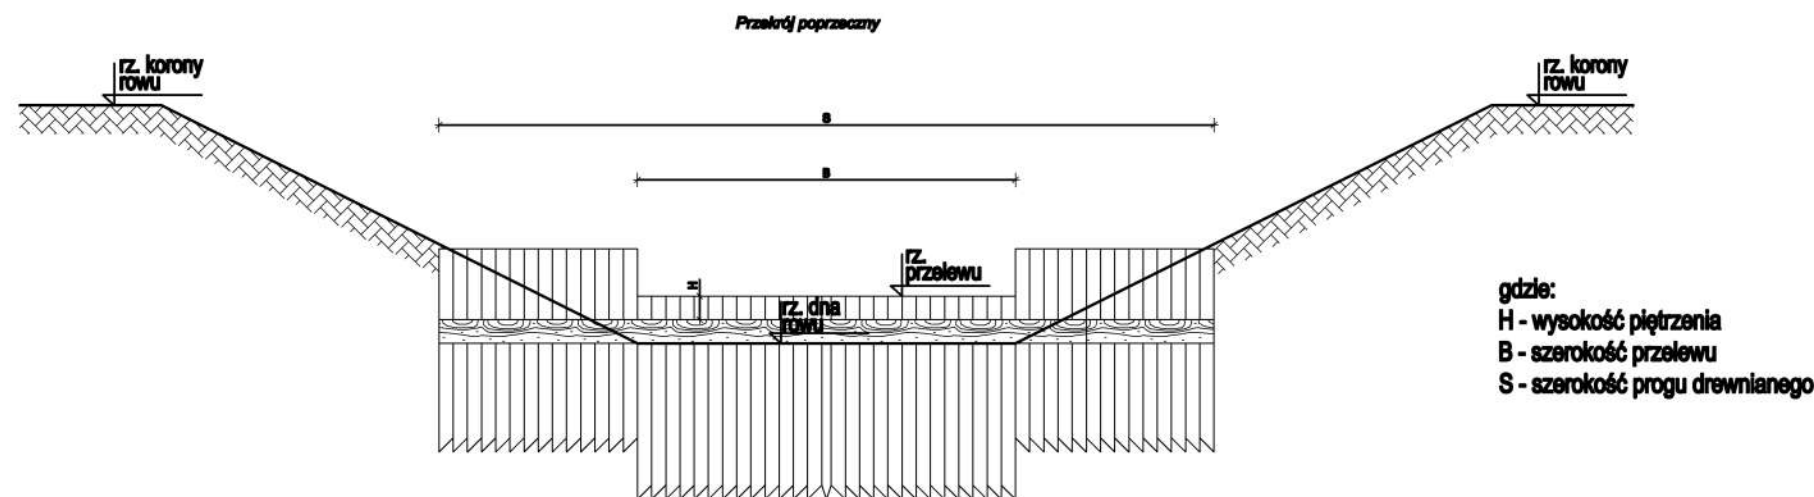 Przekrój poprzeczny
rz. korony
rowu
rz. korony
rowu
S
B
rz.
przelewu
H
rz. dna
rowu
gdzie:
H - wysokość piętrzenia
B - szerokość przelewu
S - szerokość progu drewnianego